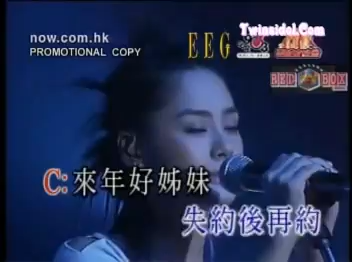 now.com.hk
PROMOTIONAL COPY
EEG
Twinsidol.Com
RED BOX
C: 來年好姊妹
失約後再約